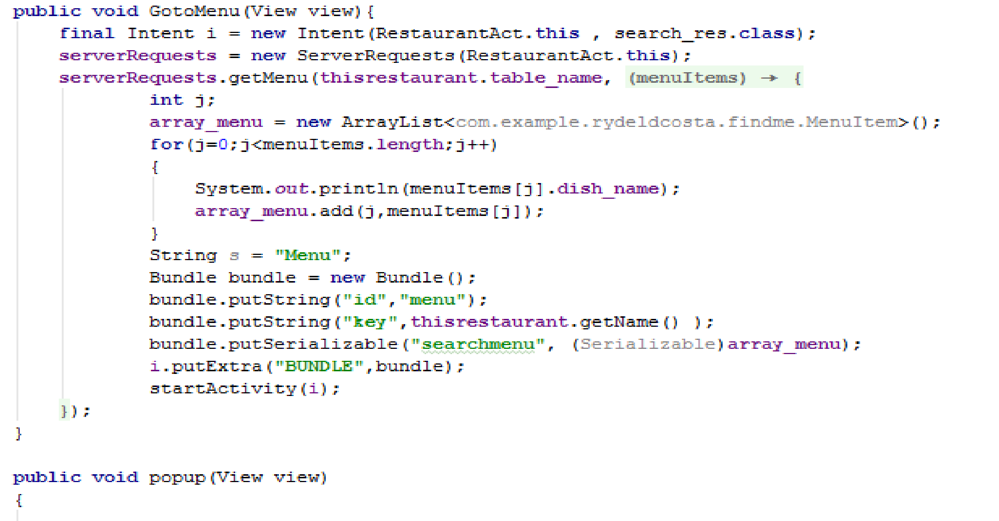 public void GotoMenu(View view){
final Intent i = new Intent(RestaurantAct.this , search_res.class);
serverRequests = new ServerRequests(RestaurantAct.this);
serverRequests.getMenu(thisrestaurant.table_name, (menuItems) → {
int j;
array_menu = new ArrayList<com.example.rydeldcosta.findme.MenuItem>();
for(j=0;j<menuItems.length;j++)
{
System.out.println(menuItems[j].dish_name);
array_menu.add(j,menuItems[j]);
}
String s = "Menu";
Bundle bundle = new Bundle();
bundle.putString("id","menu");
bundle.putString("key",thisrestaurant.getName() );
bundle.putSerializable("searchmenu", (Serializable)array_menu);
i.putExtra("BUNDLE",bundle);
startActivity(i);
});
}
public void popup(View view)
{